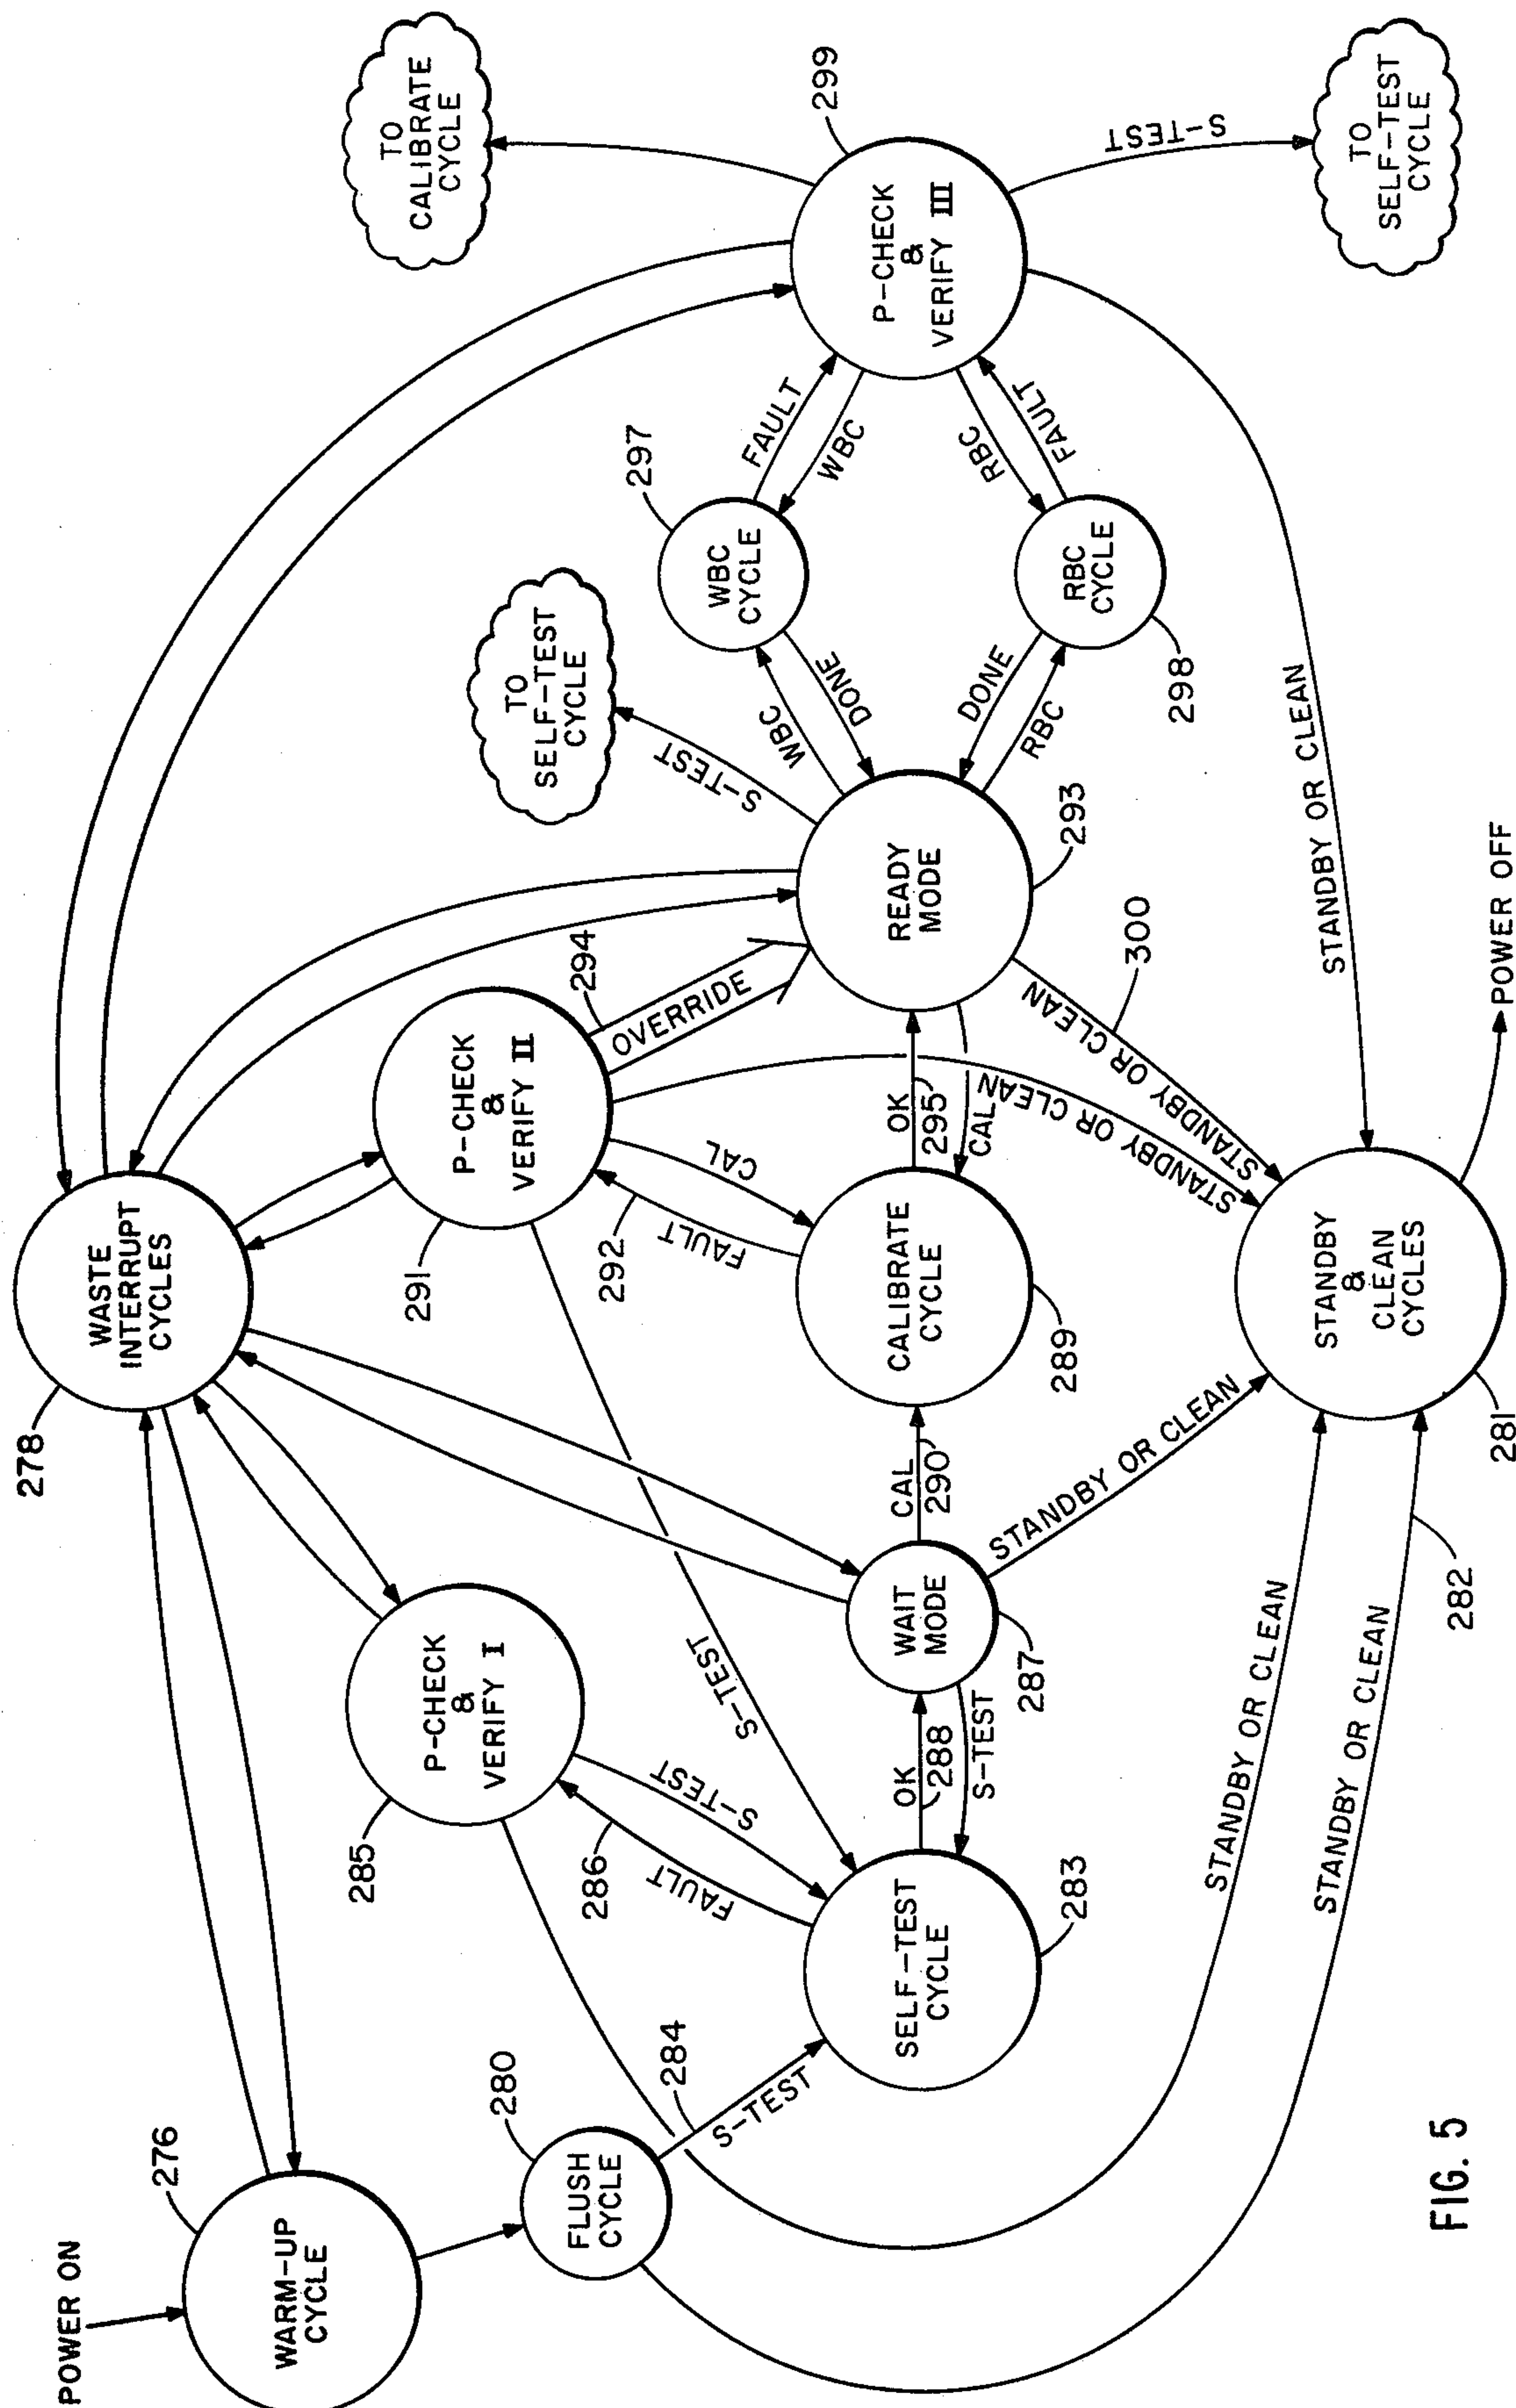 POWER ON
276
WARM-UP
CYCLE
278
WASTE
INTERRUPT
CYCLES
TO
CALIBRATE
CYCLE
280
FLUSH
CYCLE
285
P-CHECK
&
VERIFY I
291
P-CHECK
&
VERIFY II
294
OVERRIDE
TO
SELF-TEST
CYCLE
S-TEST
299
P-CHECK
&
VERIFY III
S-TEST
TO
SELF-TEST
CYCLE
284
S-TEST
286
FAULT
S-TEST
S-TEST
292
FAULT
CAL
297
WBC
CYCLE
WBC
DONE
FAULT
WBC
283
SELF-TEST
CYCLE
OK
288
S-TEST
287
WAIT
MODE
CAL
290
289
CALIBRATE
CYCLE
OK
295
CAL
293
READY
MODE
DONE
RBC
298
RBC
CYCLE
RBC
FAULT
STANDBY OR CLEAN
STANDBY OR CLEAN
282
STANDBY OR CLEAN
STANDBY OR CLEAN
STANDBY OR CLEAN
300
STANDBY OR CLEAN
281
STANDBY
&
CLEAN
CYCLES
POWER OFF
FIG. 5